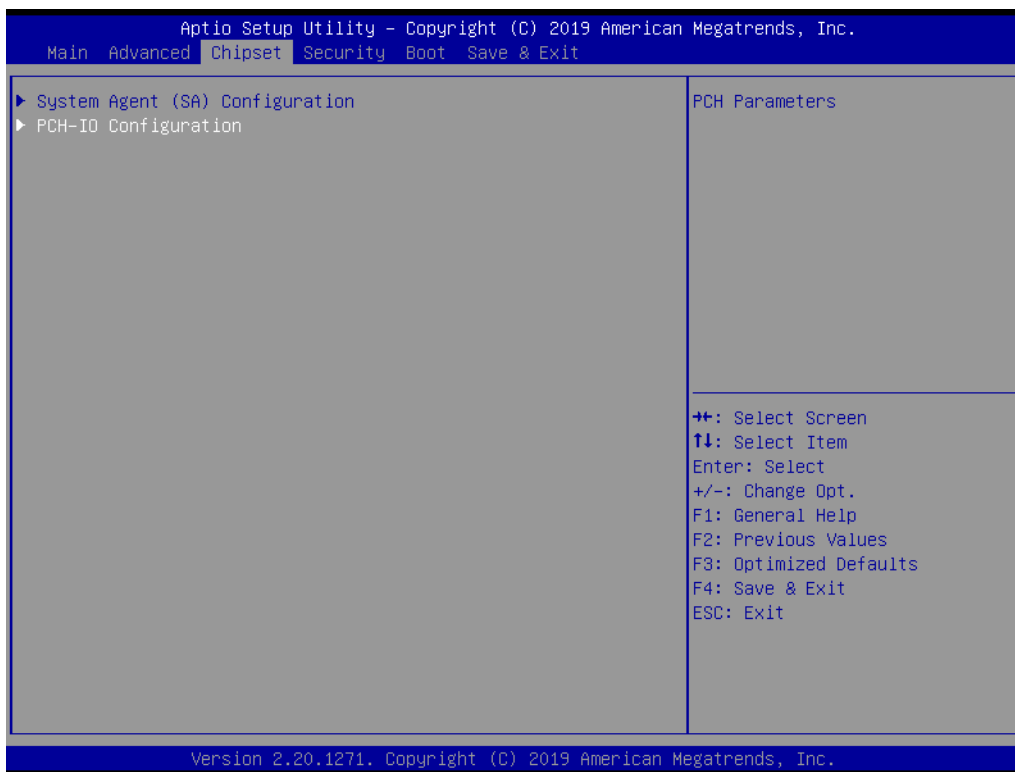 Aptio Setup Utility – Copyright (C) 2019 American Megatrends, Inc.
Main Advanced Chipset Security Boot Save & Exit
System Agent (SA) Configuration
PCH-IO Configuration
PCH Parameters
→←: Select Screen
↑↓: Select Item
Enter: Select
+/-: Change Opt.
F1: General Help
F2: Previous Values
F3: Optimized Defaults
F4: Save & Exit
ESC: Exit
Version 2.20.1271. Copyright (C) 2019 American Megatrends, Inc.